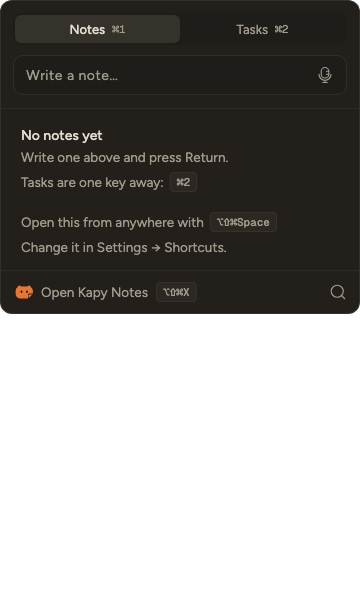 Notes ⌘1 Tasks ⌘2
Write a note...
No notes yet
Write one above and press Return.
Tasks are one key away: ⌘2
Open this from anywhere with ⌥⇧⌘Space
Change it in Settings → Shortcuts.
Open Kapy Notes ⌥⇧⌘X